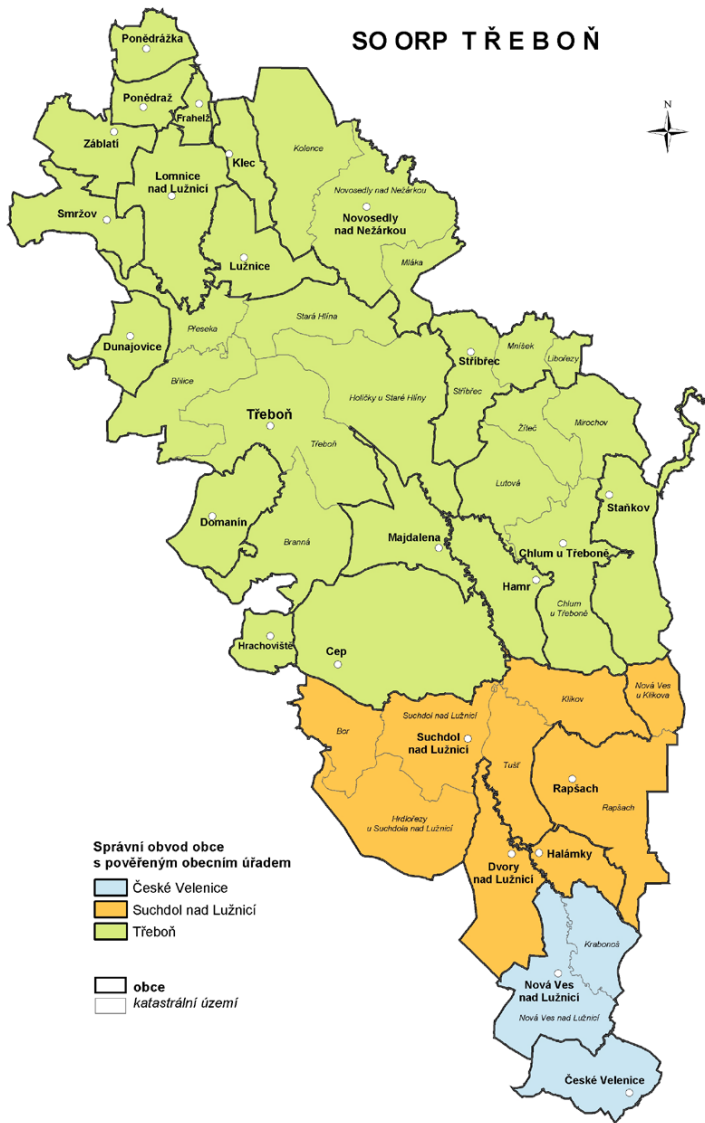 SO ORP TŘEBOŇ
N
Ponědrážka
Ponědraž
Frahelž
Záblatí
Klec
Kolence
Lomnice
nad Lužnicí
Novosedly nad Nežárkou
Novosedly
nad Nežárkou
Smržov
Lužnice
Mláka
Přeseka
Stará Hlína
Dunajovice
Stříbřec
Mníšek
Libořezy
Břilice
Holičky u Staré Hlíny
Stříbřec
Třeboň
Třeboň
Žíteč
Mirochov
Lutová
Staňkov
Domanín
Branná
Majdalena
Chlum u Třeboně
Hamr
Chlum
u Třeboně
Hrachoviště
Cep
Klikov
Nová Ves
u Klikova
Bor
Suchdol nad Lužnicí
Suchdol
nad Lužnicí
Tušť
Rapšach
Rapšach
Hrdlořezy
u Suchdola nad Lužnicí
Dvory
nad Lužnicí
Halámky
Krabonoš
Nová Ves
nad Lužnicí
Nová Ves nad Lužnicí
České Velenice
Správní obvod obce
s pověřeným obecním úřadem
České Velenice
Suchdol nad Lužnicí
Třeboň
obce
katastrální území